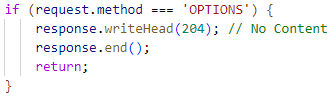 if (request.method === 'OPTIONS') {
    response.writeHead(204); // No Content
    response.end();
    return;
}